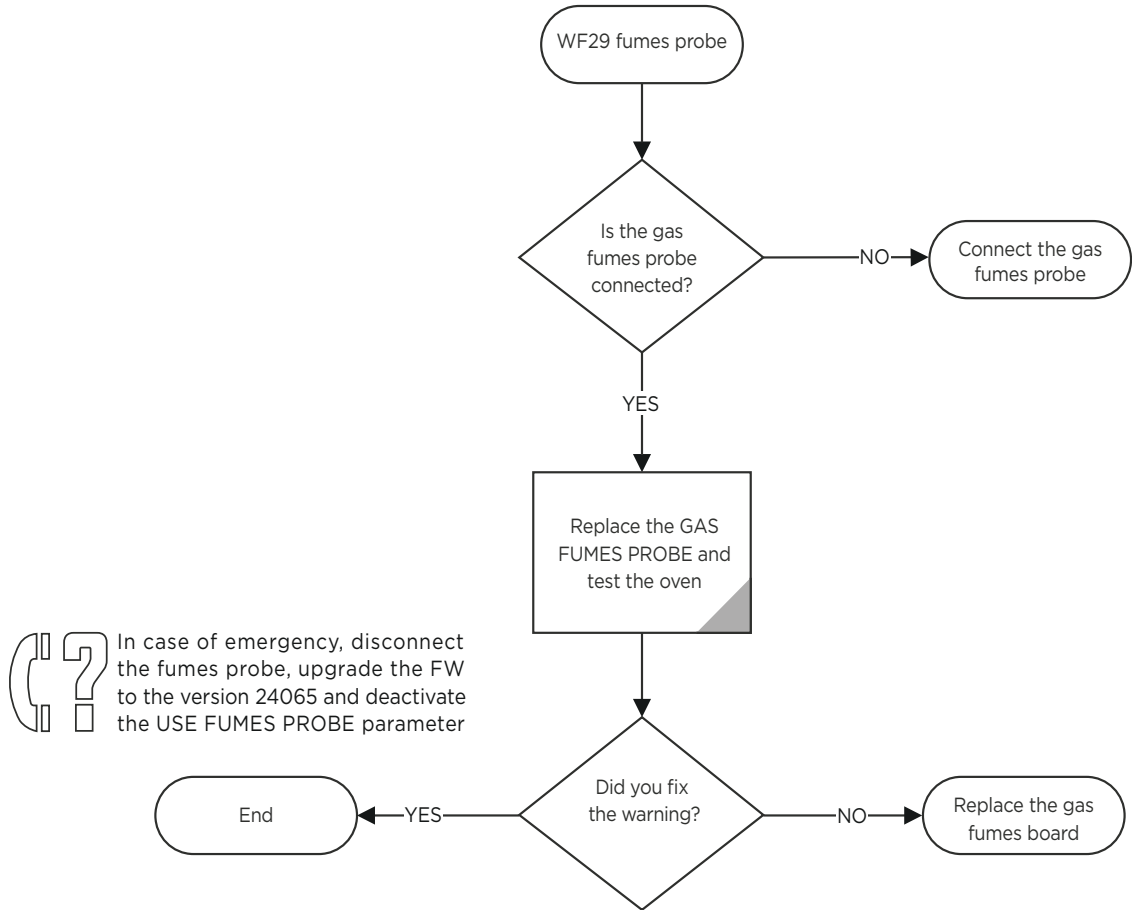 WF29 fumes probe
Is the gas
fumes probe
connected?
NO
Connect the gas
fumes probe
YES
Replace the GAS
FUMES PROBE and
test the oven
?
In case of emergency, disconnect
the fumes probe, upgrade the FW
to the version 24065 and deactivate
the USE FUMES PROBE parameter
Did you fix
the warning?
YES
End
NO
Replace the gas
fumes board